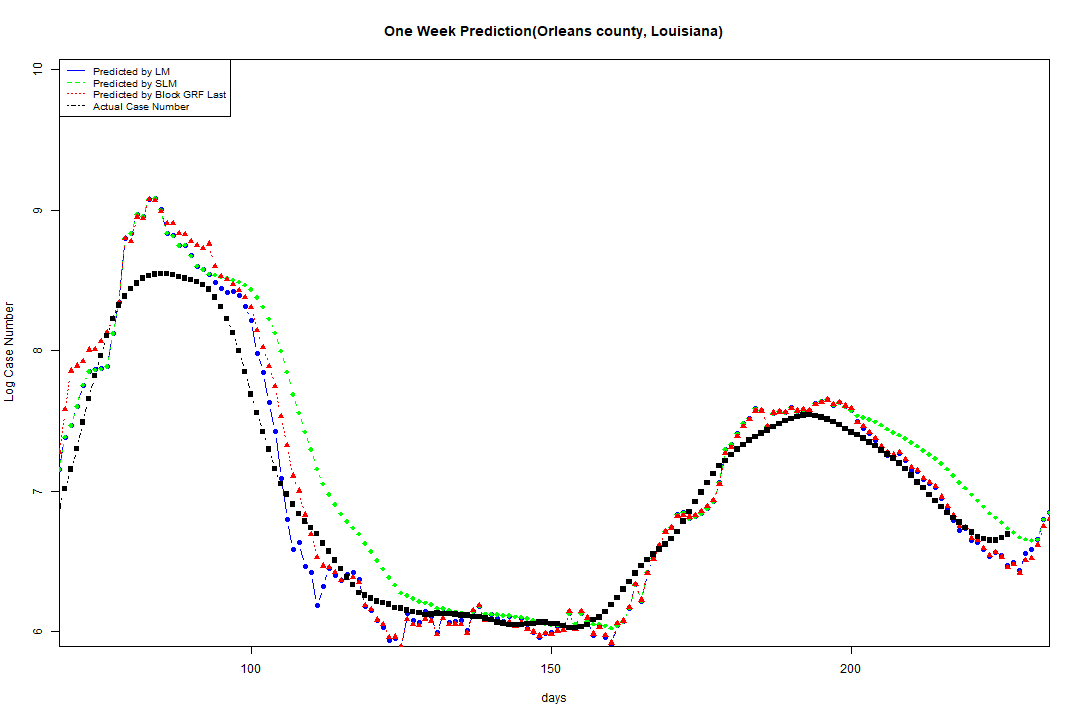 One Week Prediction(Orleans county, Louisiana)
Predicted by LM
Predicted by SLM
Predicted by Block GRF Last
Actual Case Number
10
9
8
7
6
Log Case Number
100 150 200
days